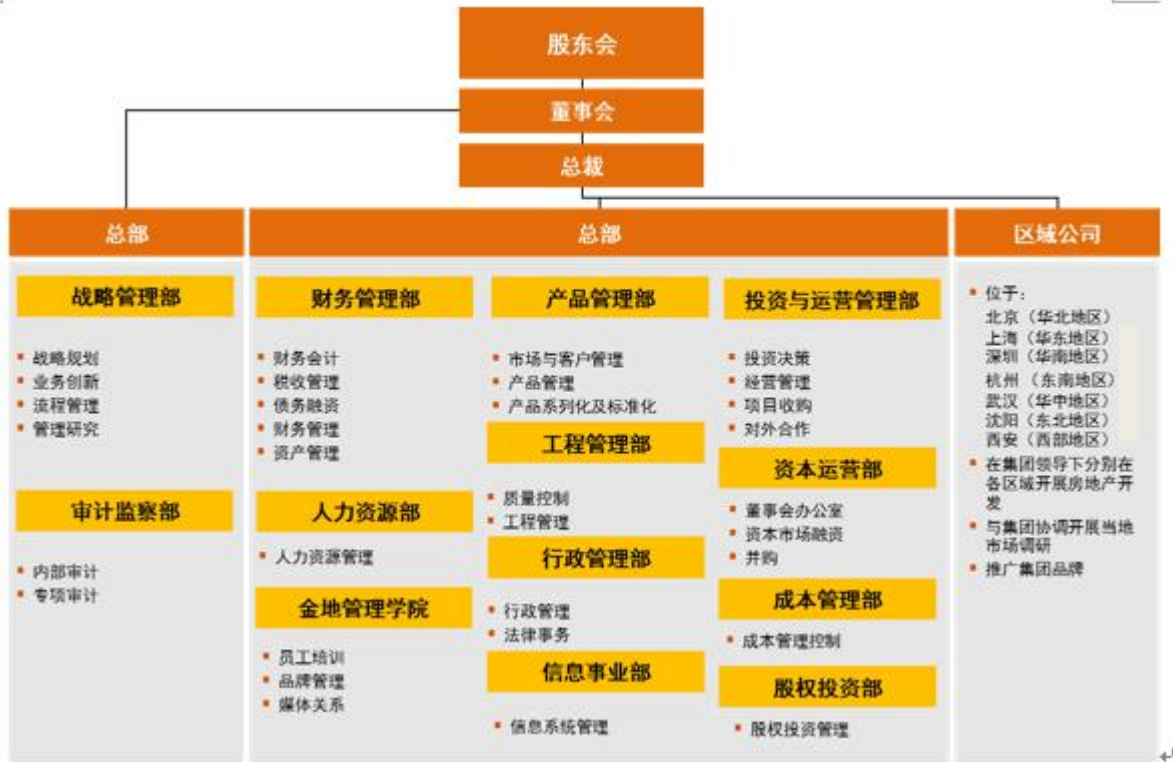 股东会
董事会
总裁
总部
战略管理部
战略规划
业务创新
流程管理
管理研究
审计监察部
内部审计
专项审计
总部
财务管理部
财务会计
税收管理
债务融资
财务管理
资产管理
人力资源部
人力资源管理
金地管理学院
员工培训
品牌管理
媒体关系
产品管理部
市场与客户管理
产品管理
产品系列化及标准化
工程管理部
质量控制
工程管理
行政管理部
行政管理
法律事务
信息事业部
信息系统管理
投资与运营管理部
投资决策
经营管理
项目收购
对外合作
资本运营部
董事会办公室
资本市场融资
并购
成本管理部
成本管理控制
股权投资部
股权投资管理
区域公司
位于：
北京（华北地区）
上海（华东地区）
深圳（华南地区）
杭州 （东南地区）
武汉（华中地区）
沈阳（东北地区）
西安（西部地区）
在集团领导下分别在
各区域开展房地产开
发
与集团协调开展当地
市场调研
推广集团品牌